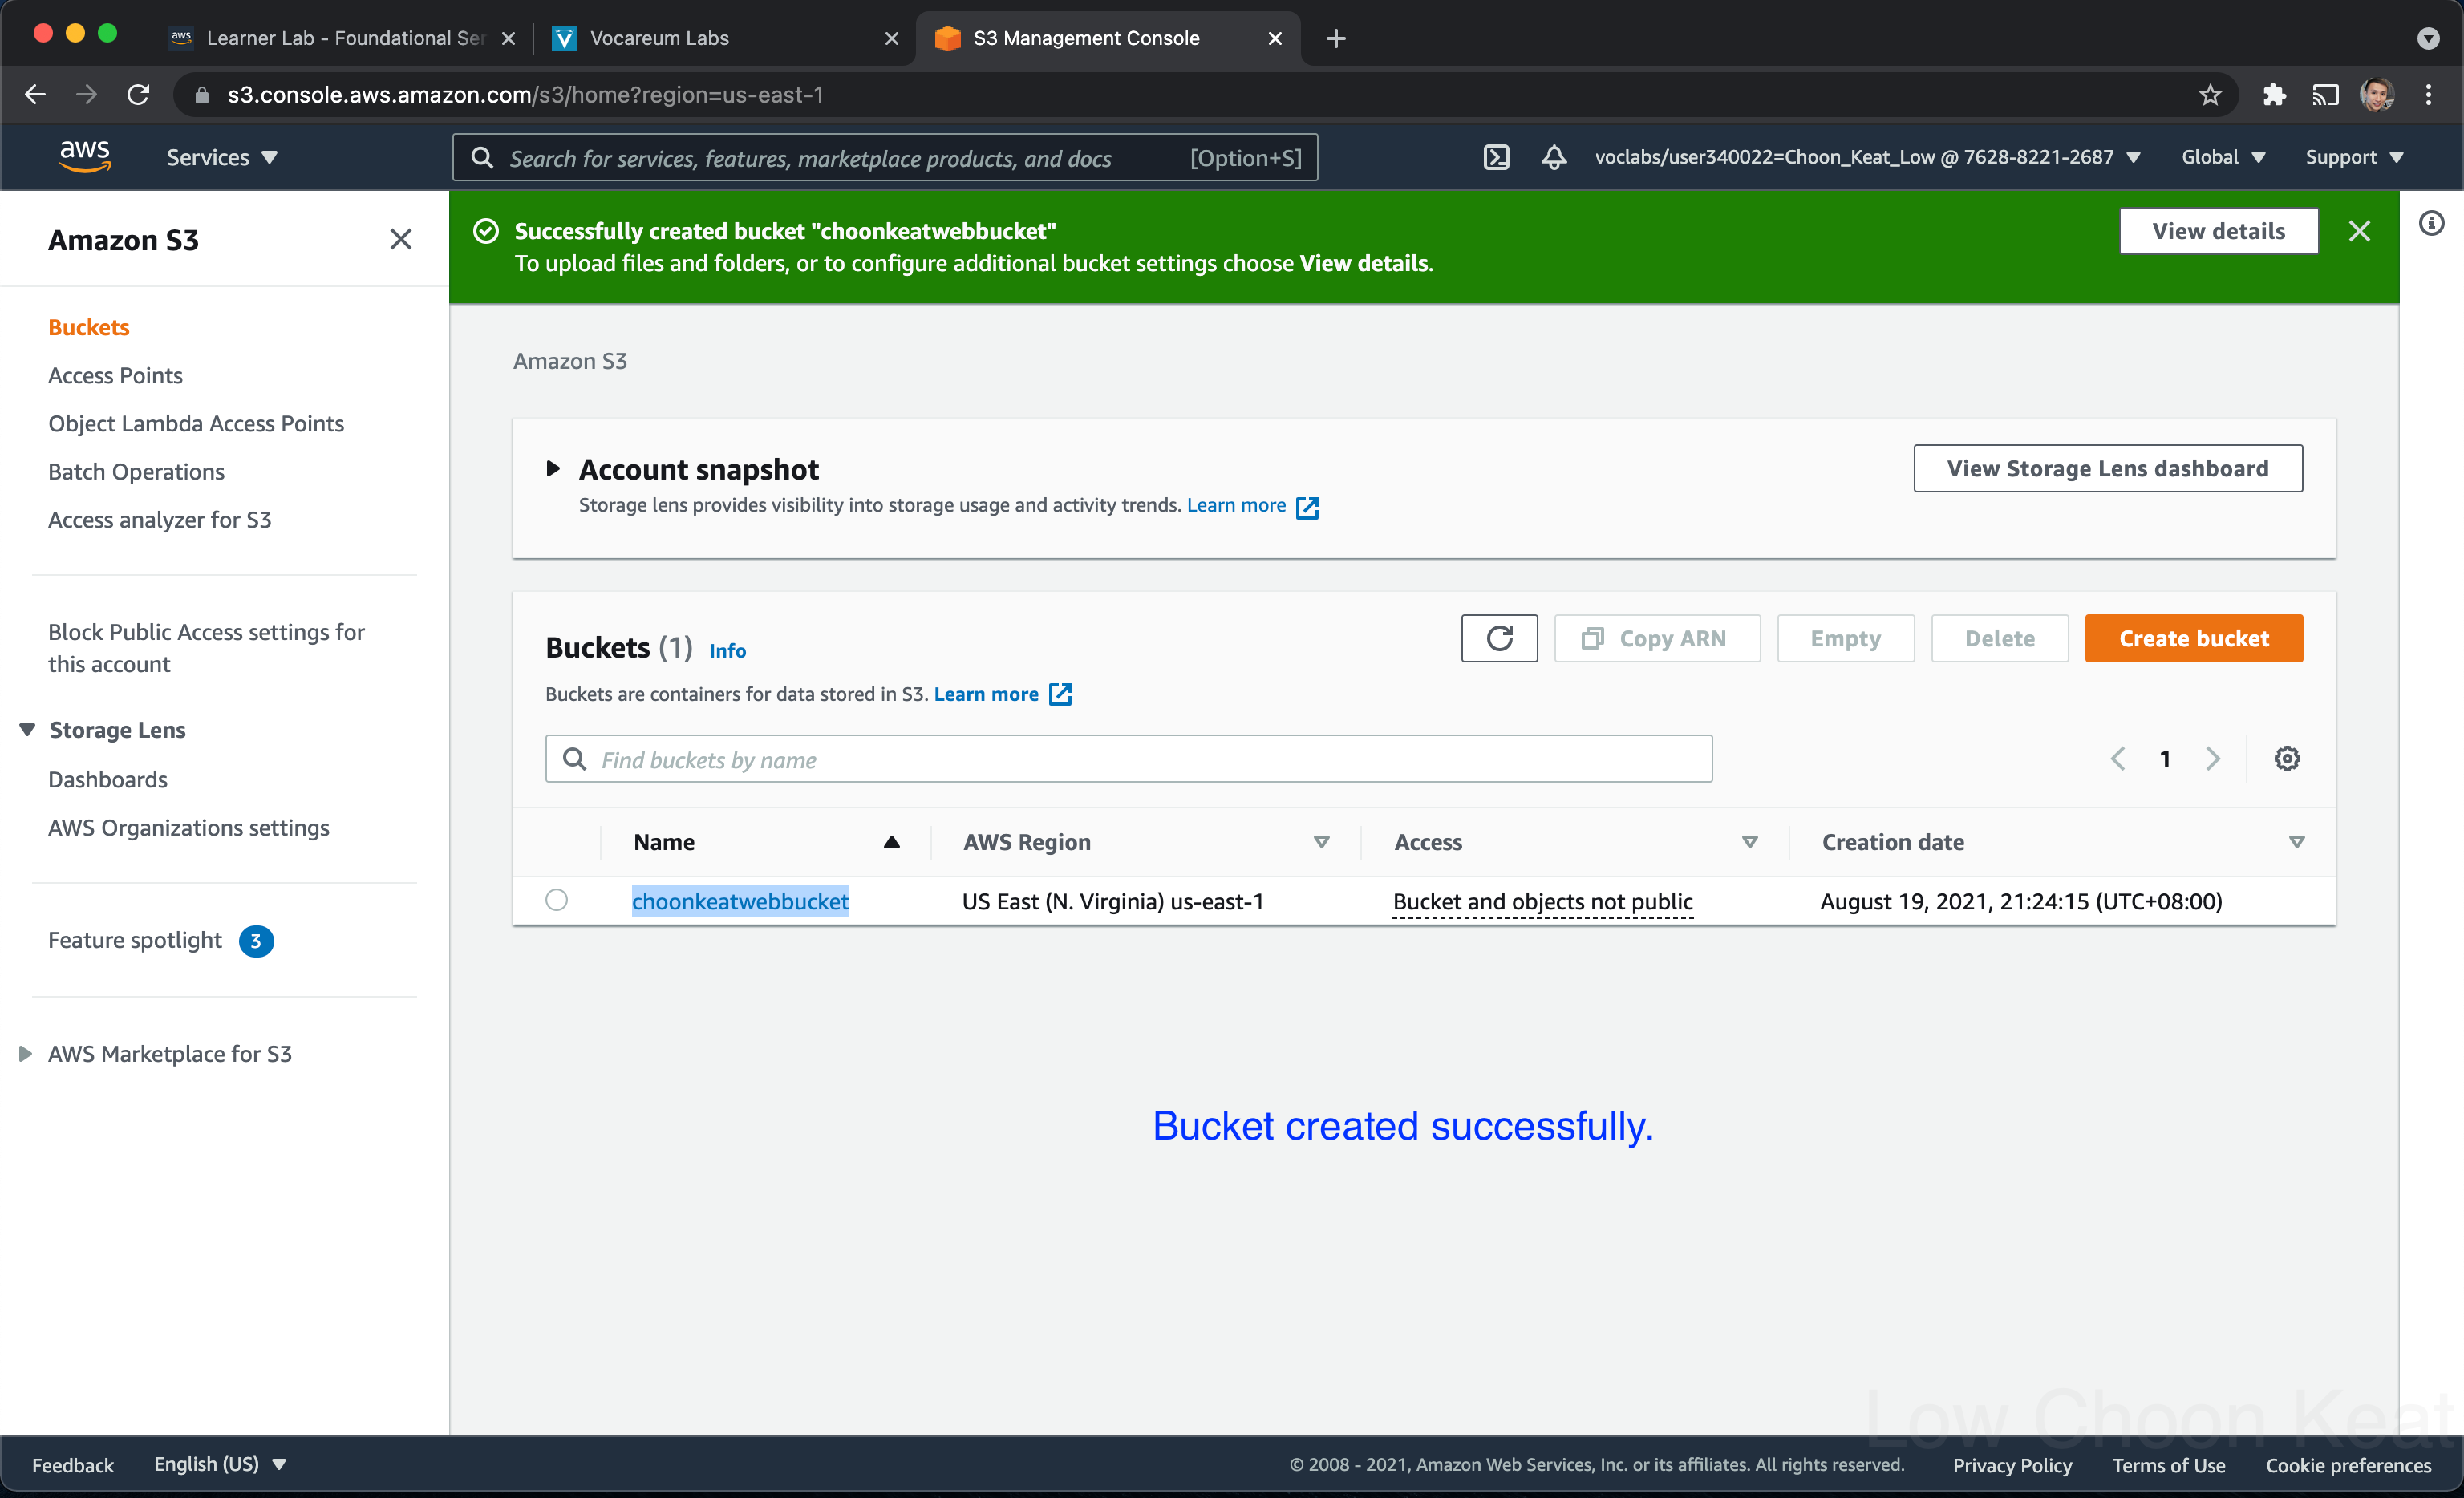 aws Learner Lab - Foundational Ser
Vocareum Labs
S3 Management Console
s3.console.aws.amazon.com/s3/home?region=us-east-1
aws
Services
Search for services, features, marketplace products, and docs [Option+S]
voclabs/user340022=Choon_Keat_Low @ 7628-8221-2687
Global
Support
Amazon S3
Buckets
Access Points
Object Lambda Access Points
Batch Operations
Access analyzer for S3
Block Public Access settings for
this account
Storage Lens
Dashboards
AWS Organizations settings
Feature spotlight 3
AWS Marketplace for S3
Successfully created bucket "choonkeatwebbucket"
To upload files and folders, or to configure additional bucket settings choose View details.
View details
Amazon S3
Account snapshot
Storage lens provides visibility into storage usage and activity trends. Learn more
View Storage Lens dashboard
Buckets (1) Info
Buckets are containers for data stored in S3. Learn more
Copy ARN
Empty
Delete
Create bucket
Find buckets by name
1
Name AWS Region Access Creation date
choonkeatwebbucket US East (N. Virginia) us-east-1 Bucket and objects not public August 19, 2021, 21:24:15 (UTC+08:00)
Bucket created successfully.
Low Choon Keat
Feedback English (US) © 2008 - 2021, Amazon Web Services, Inc. or its affiliates. All rights reserved. Privacy Policy Terms of Use Cookie preferences